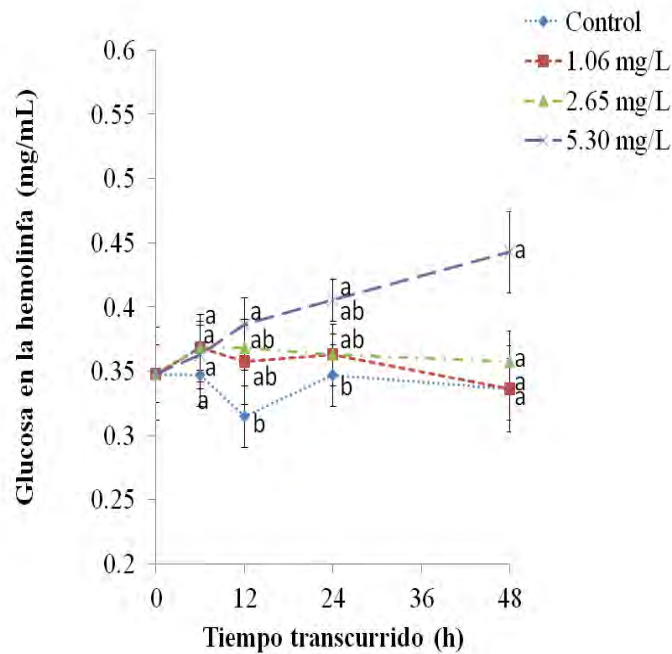 Control
1.06 mg/L
2.65 mg/L
5.30 mg/L
Glucosa en la hemolinfa (mg/mL)
0.6
0.55
0.5
0.45
0.4
0.35
0.3
0.25
0.2
a
a
a
a
a
ab
ab
b
a
ab
ab
b
a
a
a
a
0
12
24
36
48
Tiempo transcurrido (h)